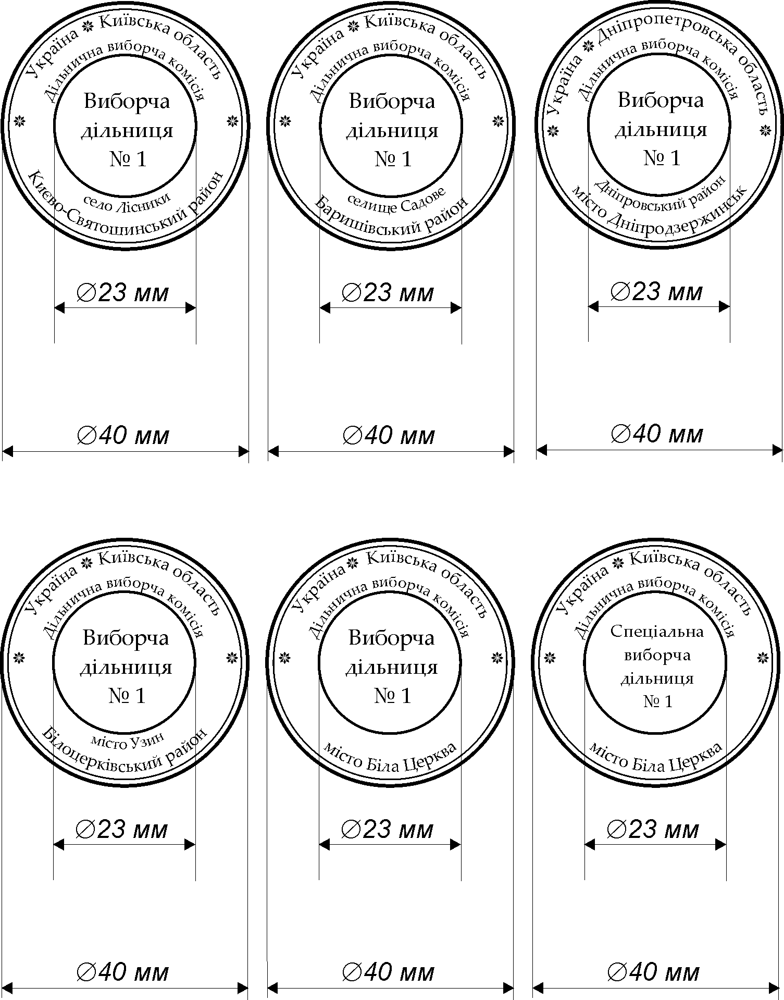 Україна ❋ Київська область
Дільнична виборча комісія
Виборча
дільниця
№ 1
село Лісники
❋ Києво-Святошинський район ❋
∅23 мм
∅40 мм
Україна ❋ Київська область
Дільнична виборча комісія
Виборча
дільниця
№ 1
селище Садове
❋ Баришівський район ❋
∅23 мм
∅40 мм
Україна ❋ Дніпропетровська область
Дільнична виборча комісія
Виборча
дільниця
№ 1
Дніпровський район
❋ місто Дніпродзержинськ ❋
∅23 мм
∅40 мм
Україна ❋ Київська область
Дільнична виборча комісія
Виборча
дільниця
№ 1
місто Узин
❋ Білоцерківський район ❋
∅23 мм
∅40 мм
Україна ❋ Київська область
Дільнична виборча комісія
Виборча
дільниця
№ 1
❋ місто Біла Церква ❋
∅23 мм
∅40 мм
Україна ❋ Київська область
Дільнична виборча комісія
Спеціальна
виборча
дільниця
№ 1
❋ місто Біла Церква ❋
∅23 мм
∅40 мм